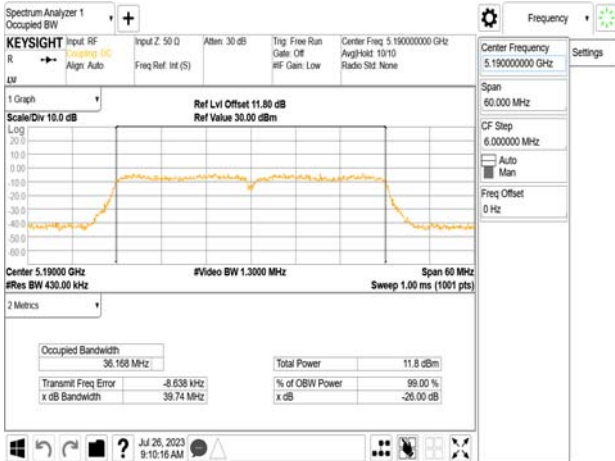 Spectrum Analyzer 1
Occupied BW
Frequency
KEYSIGHT
R
Input: RF
Coupling: DC
Align: Auto
Input Z: 50 Ω
Freq Ref: Int (S)
Atten: 30 dB
Trig: Free Run
Gate: Off
#IF Gain: Low
Center Freq: 5.190000000 GHz
Avg|Hold: 10/10
Radio Std: None
Center Frequency
5.190000000 GHz
Settings
Span
60.000 MHz
CF Step
6.000000 MHz
Auto
Man
Freq Offset
0 Hz
1 Graph
Scale/Div 10.0 dB
Ref Lvl Offset 11.80 dB
Ref Value 30.00 dBm
Log
20.0
10.0
0.00
-10.0
-20.0
-30.0
-40.0
-50.0
-60.0
Center 5.19000 GHz
#Video BW 1.3000 MHz
Span 60 MHz
#Res BW 430.00 kHz
Sweep 1.00 ms (1001 pts)
2 Metrics
Occupied Bandwidth
36.168 MHz
Total Power 11.8 dBm
Transmit Freq Error -8.638 kHz
% of OBW Power 99.00 %
x dB Bandwidth 39.74 MHz
x dB -26.00 dB
Jul 26, 2023
9:10:16 AM